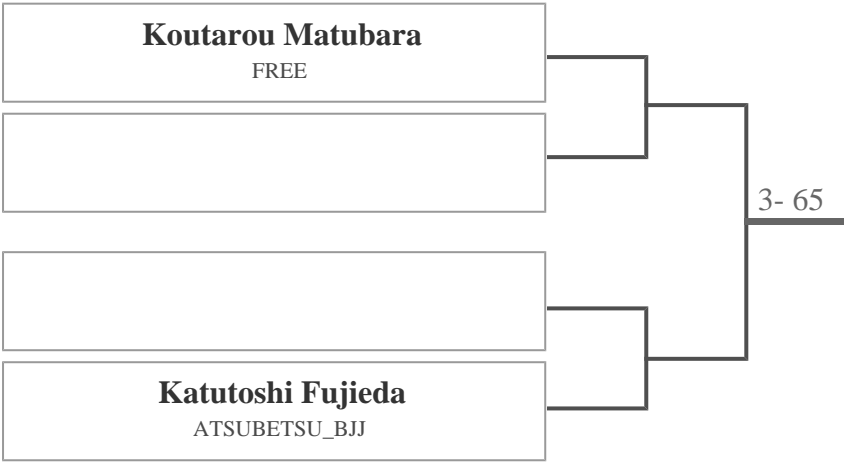 Koutarou Matubara
FREE
3- 65
Katutoshi Fujieda
ATSUBETSU_BJJ